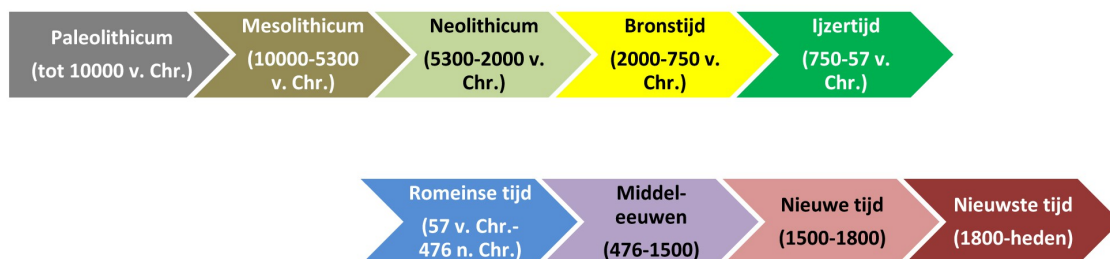 Paleolithicum
(tot 10000 v. Chr.)
Mesolithicum
(10000-5300
v. Chr.)
Neolithicum
(5300-2000 v.
Chr.)
Bronstijd
(2000-750 v.
Chr.)
Ijzertijd
(750-57 v.
Chr.)
Romeinse tijd
(57 v. Chr.-
476 n. Chr.)
Middel-
eeuwen
(476-1500)
Nieuwe tijd
(1500-1800)
Nieuwste tijd
(1800-heden)